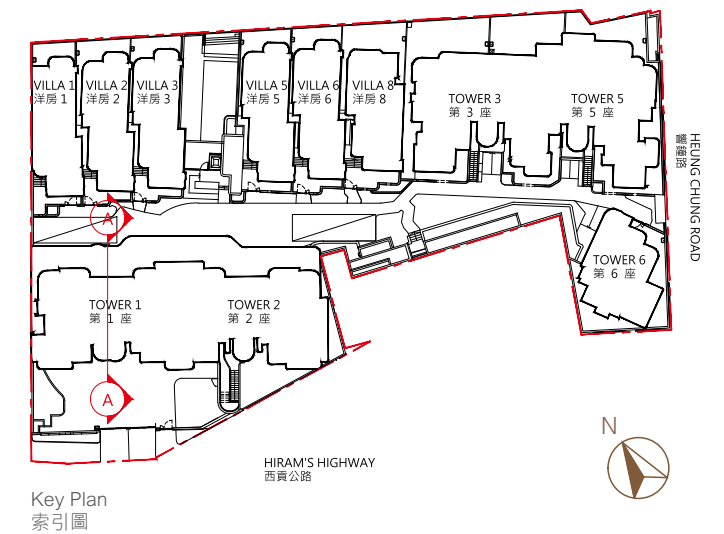 VILLA 1
洋房 1
VILLA 2
洋房 2
VILLA 3
洋房 3
VILLA 5
洋房 5
VILLA 6
洋房 6
VILLA 8
洋房 8
TOWER 3
第 3 座
TOWER 5
第 5 座
HEUNG CHUNG ROAD
響鐘路
A
TOWER 6
第 6 座
TOWER 1
第 1 座
TOWER 2
第 2 座
A
N
HIRAM'S HIGHWAY
西貢公路
Key Plan
索引圖